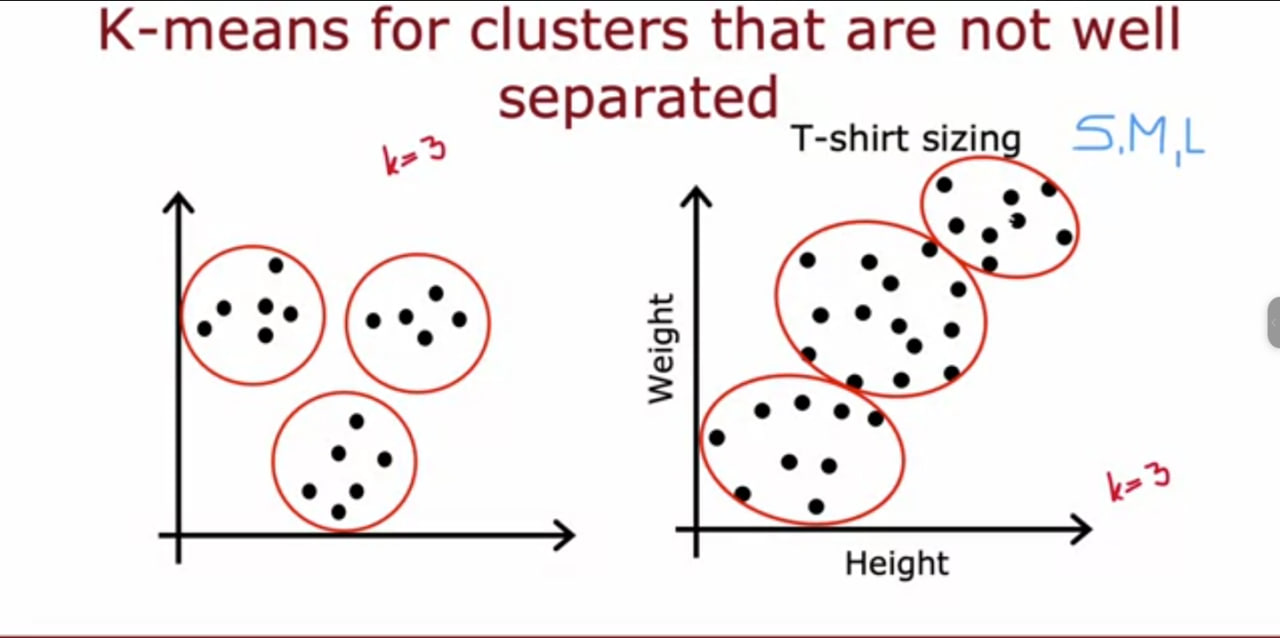 K-means for clusters that are not well
separated
k=3
T-shirt sizing
S,M,L
Weight
Height
k=3